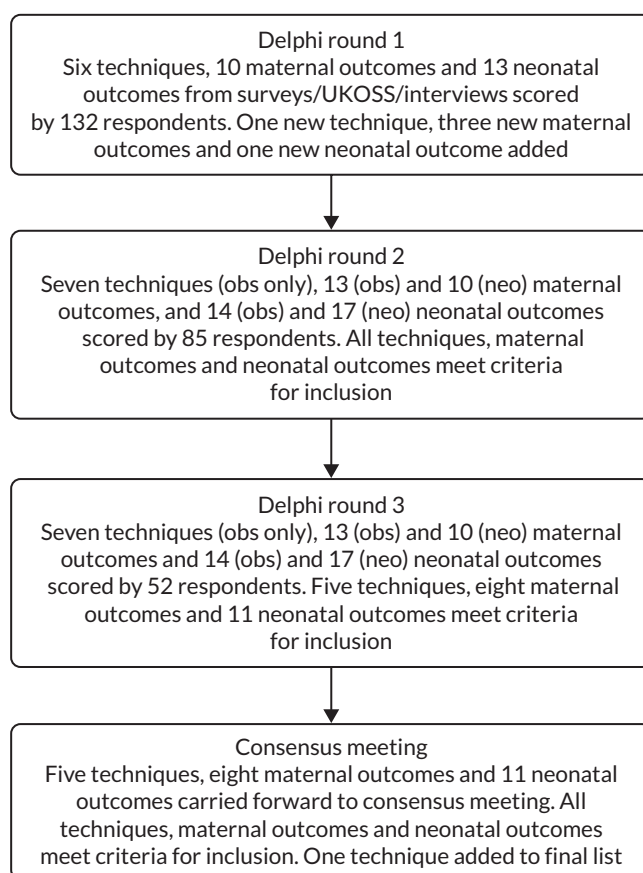 Delphi round 1
Six techniques, 10 maternal outcomes and 13 neonatal
outcomes from surveys/UKOSS/interviews scored
by 132 respondents. One new technique, three new maternal
outcomes and one new neonatal outcome added
Delphi round 2
Seven techniques (obs only), 13 (obs) and 10 (neo) maternal
outcomes, and 14 (obs) and 17 (neo) neonatal outcomes
scored by 85 respondents. All techniques, maternal
outcomes and neonatal outcomes meet criteria
for inclusion
Delphi round 3
Seven techniques (obs only), 13 (obs) and 10 (neo) maternal
outcomes and 14 (obs) and 17 (neo) neonatal outcomes
scored by 52 respondents. Five techniques, eight maternal
outcomes and 11 neonatal outcomes meet criteria
for inclusion
Consensus meeting
Five techniques, eight maternal outcomes and 11 neonatal
outcomes carried forward to consensus meeting. All
techniques, maternal outcomes and neonatal outcomes
meet criteria for inclusion. One technique added to final list